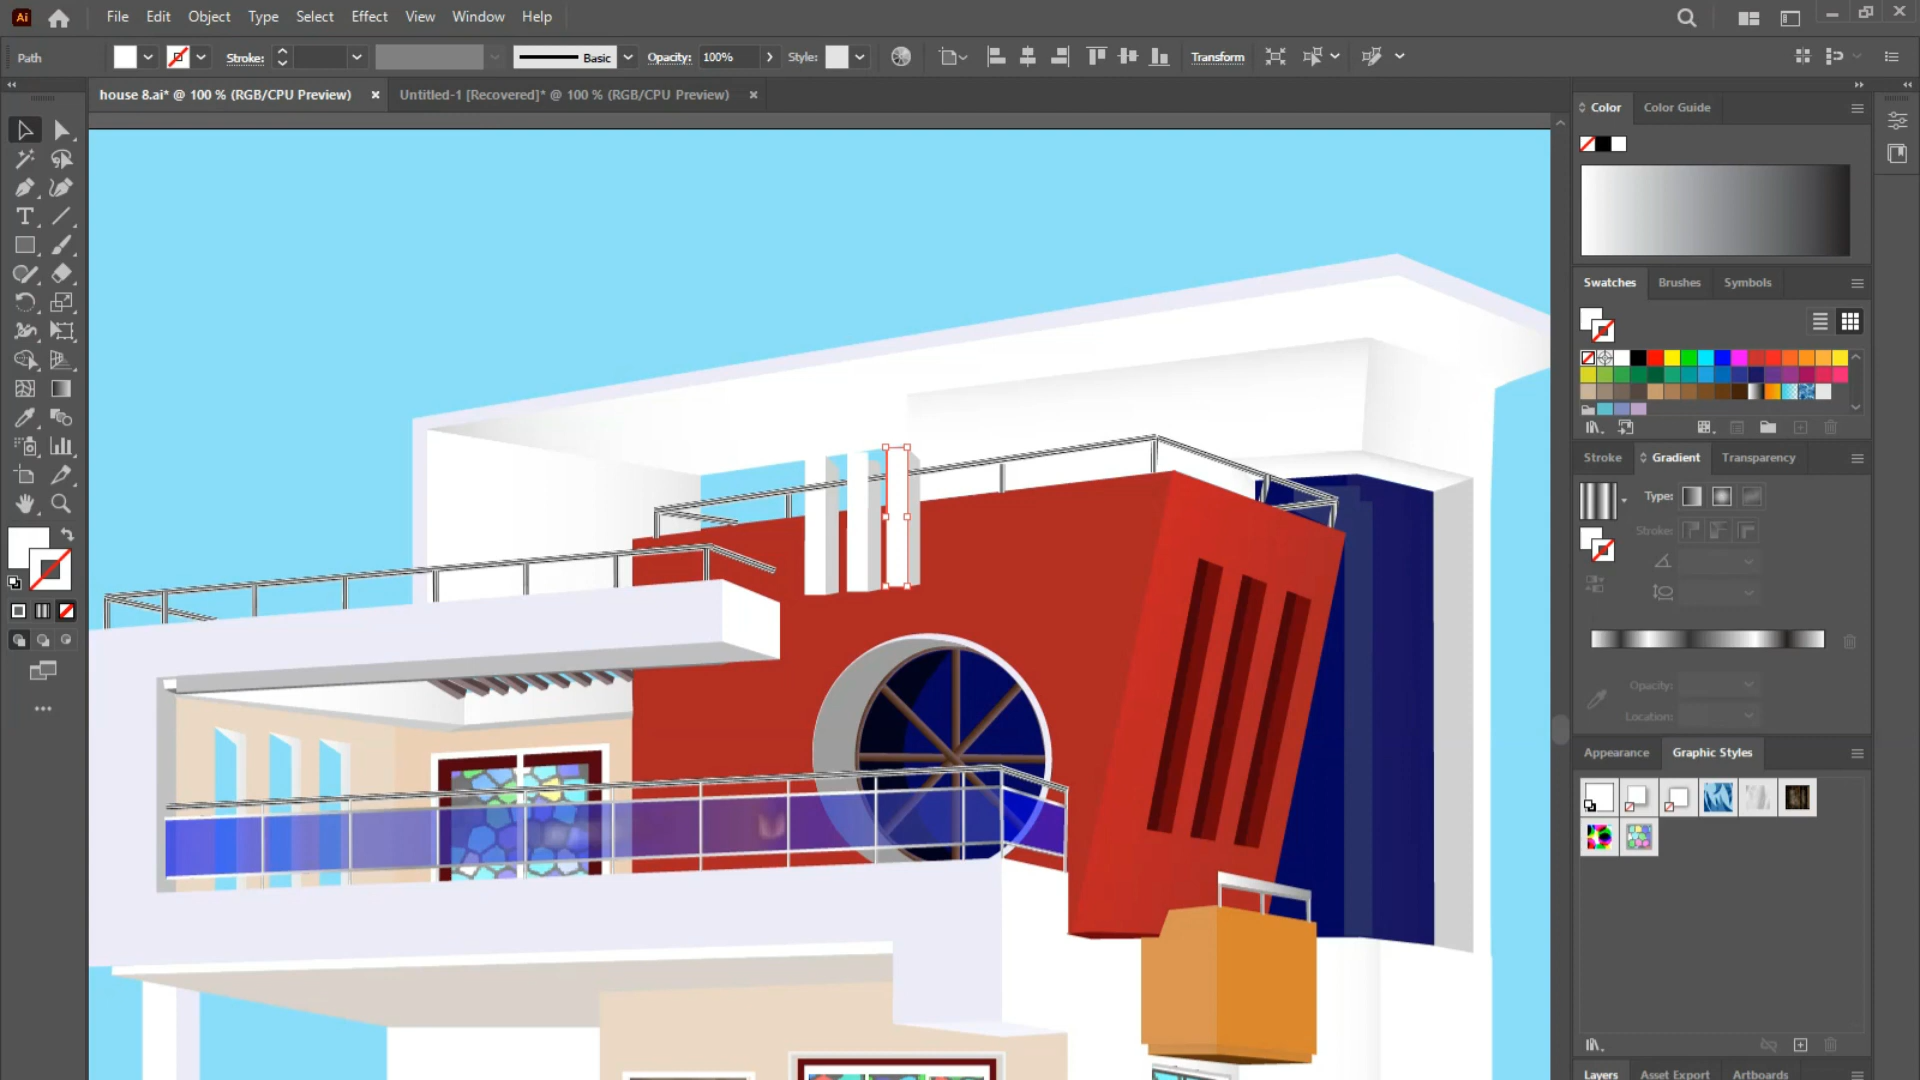 Ai File Edit Object Type Select Effect View Window Help
Path Stroke: Basic Opacity: 100% Style: Transform
house 8.ai* @ 100 % (RGB/CPU Preview) Untitled-1 [Recovered]* @ 100 % (RGB/CPU Preview)
Color Color Guide
Swatches Brushes Symbols
Stroke Gradient Transparency
Type:
Stroke:
Opacity:
Location:
Appearance Graphic Styles
Layers Asset Export Artboards